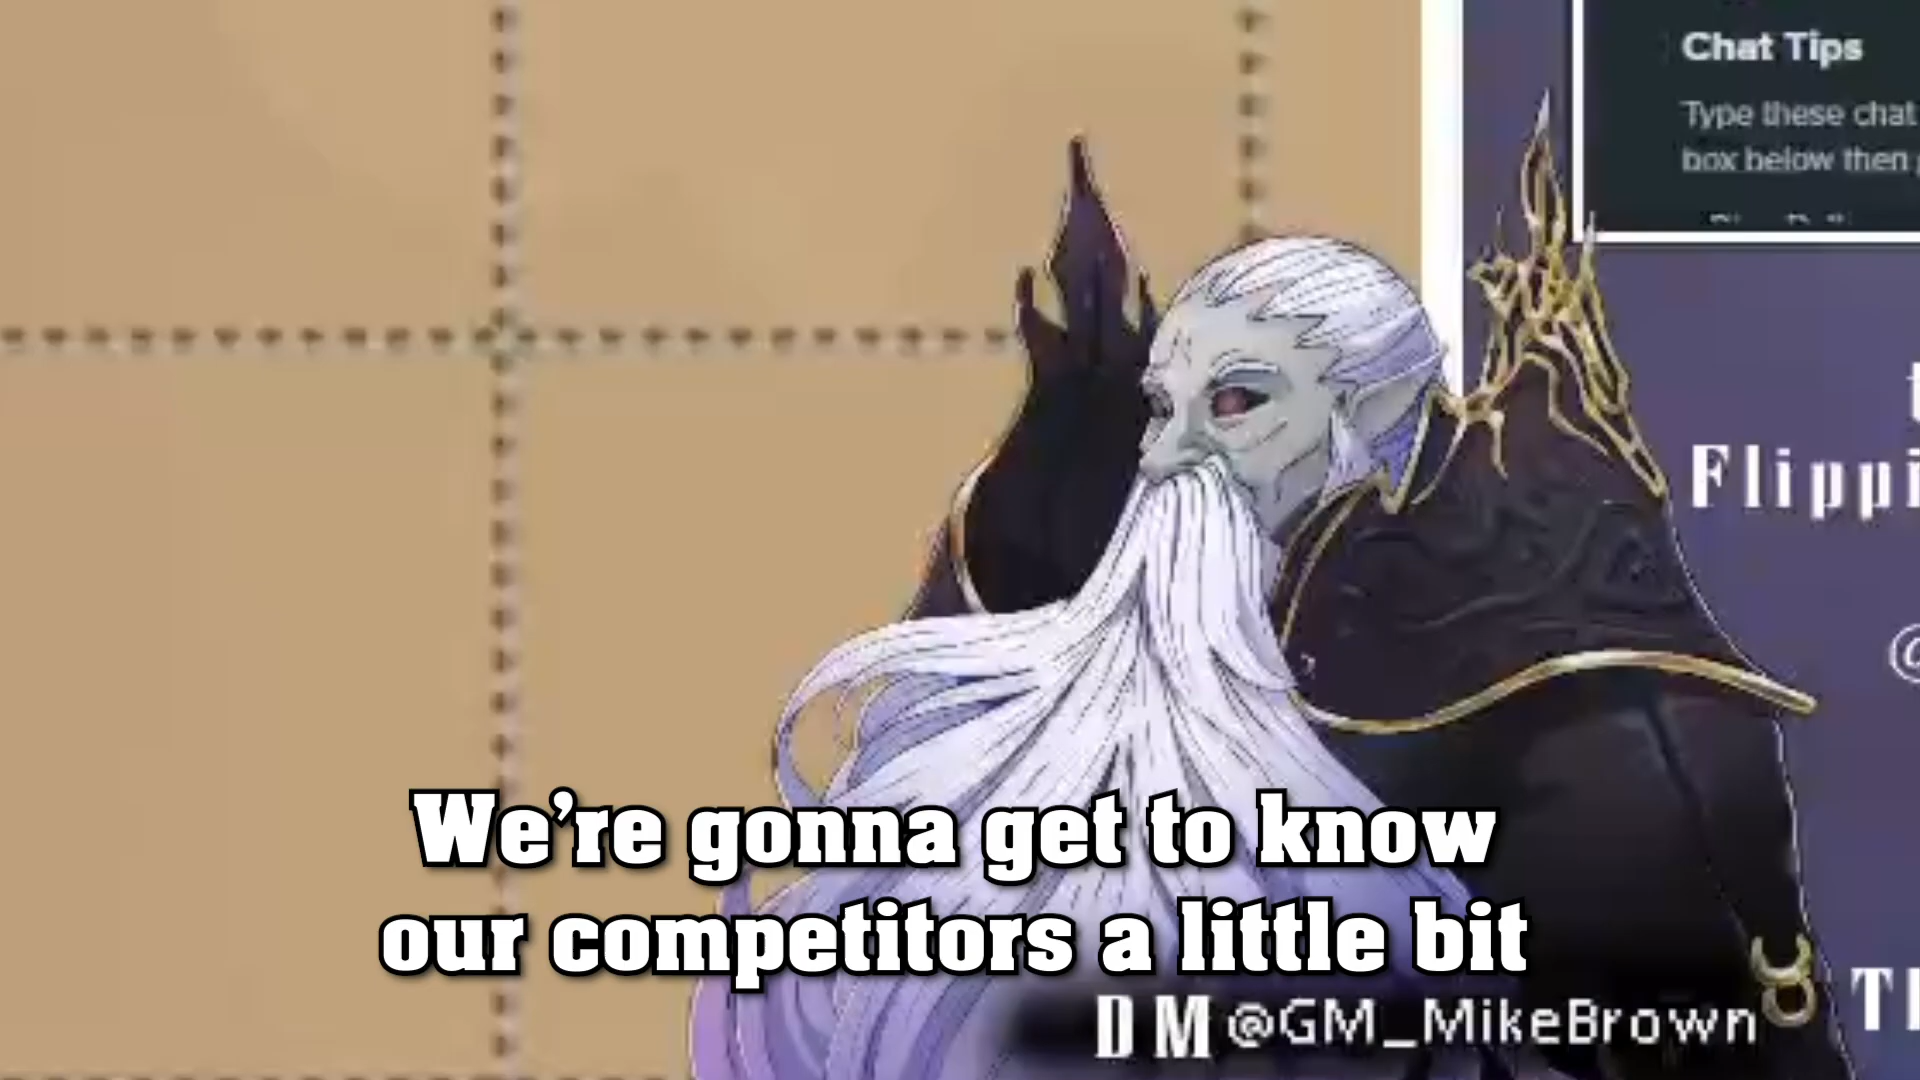 Chat Tips
Type these chat
box below then
Flippi
@
We're gonna get to know
our competitors a little bit
DM @GM_MikeBrown